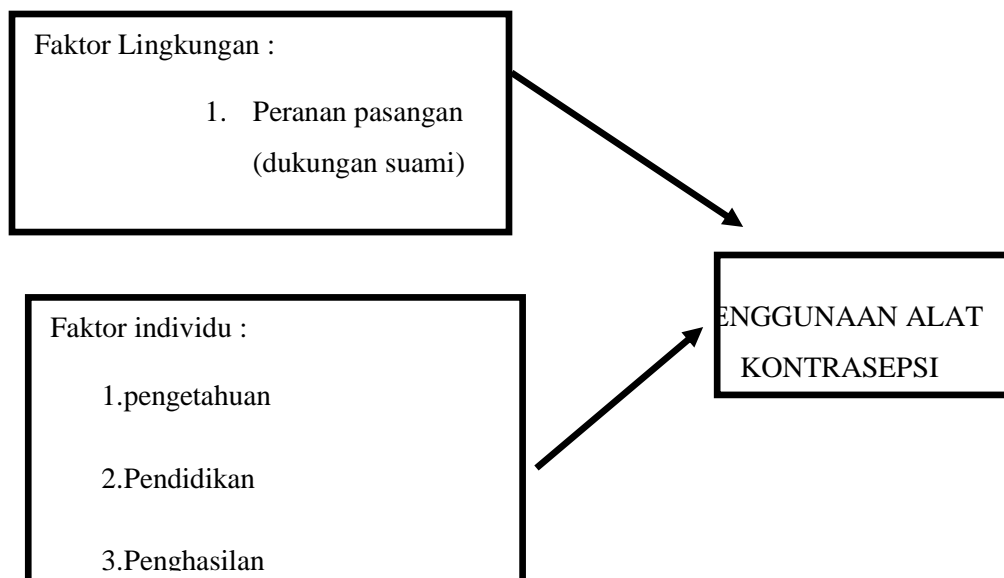 Faktor Lingkungan :
1. Peranan pasangan
(dukungan suami)
Faktor individu :
1.pengetahuan
2.Pendidikan
3.Penghasilan
ENGGUNAAN ALAT
KONTRASEPSI